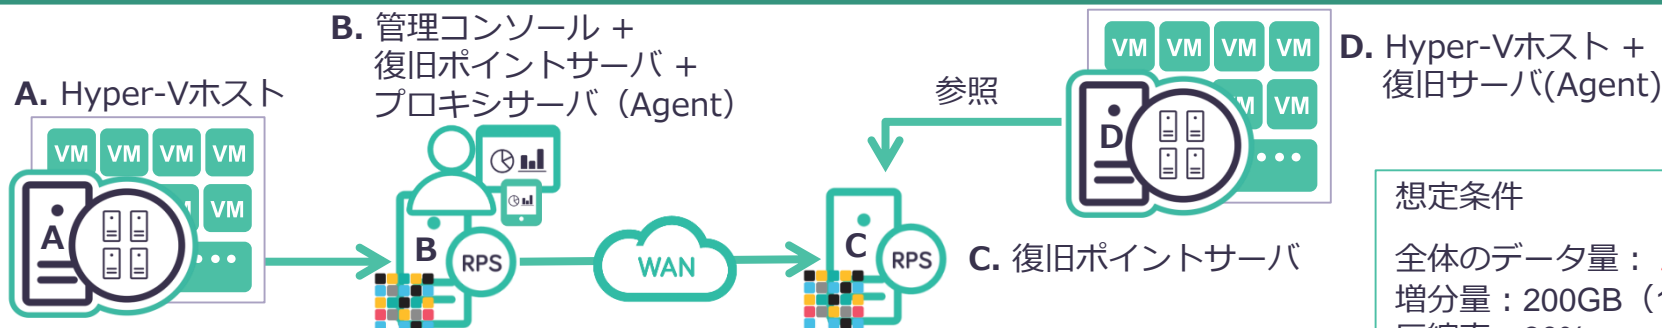 A. Hyper-Vホスト
VM VM VM VM
VM
A
B. 管理コンソール +
復旧ポイントサーバ +
プロキシサーバ（Agent）
B
RPS
WAN
C
RPS
C. 復旧ポイントサーバ
参照
VM VM VM VM
VM
D
D. Hyper-Vホスト +
復旧サーバ(Agent)
想定条件
全体のデータ量：
増分量：200GB（